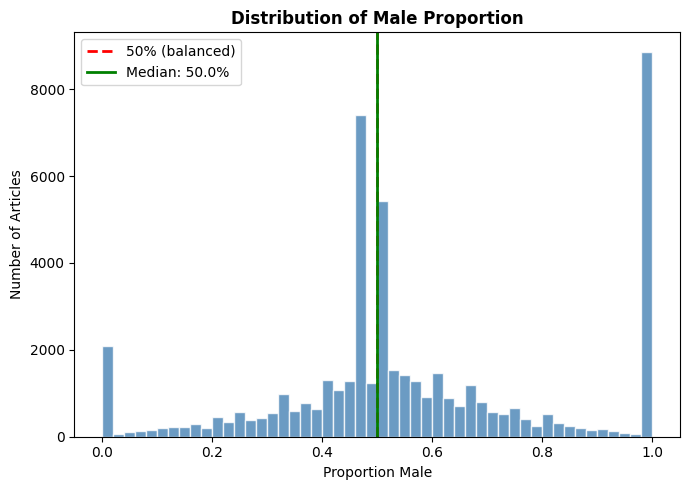 Distribution of Male Proportion
50% (balanced)
Median: 50.0%
Number of Articles
8000
6000
4000
2000
0
0.0 0.2 0.4 0.6 0.8 1.0
Proportion Male